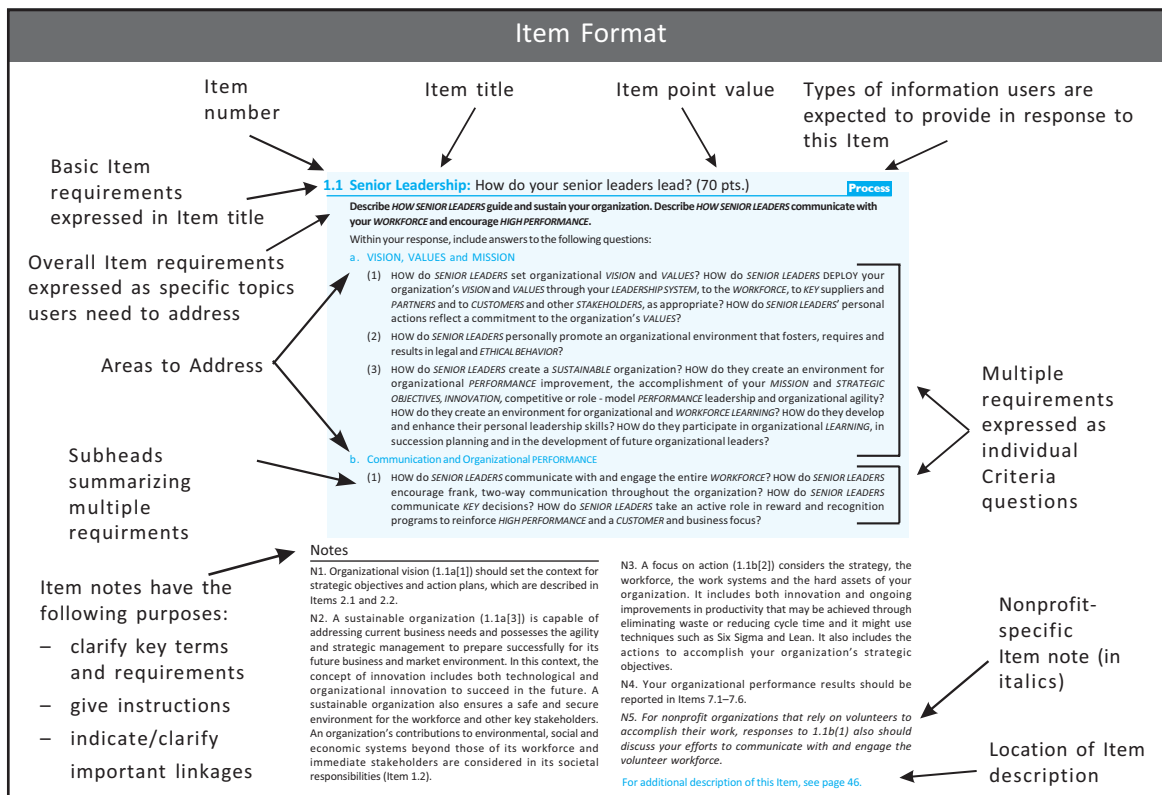 Item Format
Item
number
Item title
Item point value
Types of information users are
expected to provide in response to
this Item
Basic Item
requirements
expressed in Item title
1.1 Senior Leadership: How do your senior leaders lead? (70 pts.)
Process
Describe HOW SENIOR LEADERS guide and sustain your organization. Describe HOW SENIOR LEADERS communicate with
your WORKFORCE and encourage HIGH PERFORMANCE.
Within your response, include answers to the following questions:
Overall Item requirements
expressed as specific topics
users need to address
a. VISION, VALUES and MISSION
(1) HOW do SENIOR LEADERS set organizational VISION and VALUES? HOW do SENIOR LEADERS DEPLOY your
organization's VISION and VALUES through your LEADERSHIP SYSTEM, to the WORKFORCE, to KEY suppliers and
PARTNERS and to CUSTOMERS and other STAKEHOLDERS, as appropriate? HOW do SENIOR LEADERS' personal
actions reflect a commitment to the organization's VALUES?
(2) HOW do SENIOR LEADERS personally promote an organizational environment that fosters, requires and
results in legal and ETHICAL BEHAVIOR?
Areas to Address
(3) HOW do SENIOR LEADERS create a SUSTAINABLE organization? HOW do they create an environment for
organizational PERFORMANCE improvement, the accomplishment of your MISSION and STRATEGIC
OBJECTIVES, INNOVATION, competitive or role - model PERFORMANCE leadership and organizational agility?
HOW do they create an environment for organizational and WORKFORCE LEARNING? HOW do they develop
and enhance their personal leadership skills? HOW do they participate in organizational LEARNING, in
succession planning and in the development of future organizational leaders?
Multiple
requirements
expressed as
individual
Criteria
questions
b. Communication and Organizational PERFORMANCE
(1) HOW do SENIOR LEADERS communicate with and engage the entire WORKFORCE? HOW do SENIOR LEADERS
encourage frank, two-way communication throughout the organization? HOW do SENIOR LEADERS
communicate KEY decisions? HOW do SENIOR LEADERS take an active role in reward and recognition
programs to reinforce HIGH PERFORMANCE and a CUSTOMER and business focus?
Subheads
summarizing
multiple
requirments
Item notes have the
following purposes:
– clarify key terms
and requirements
– give instructions
– indicate/clarify
important linkages
Notes
N1. Organizational vision (1.1a[1]) should set the context for
strategic objectives and action plans, which are described in
Items 2.1 and 2.2.
N2. A sustainable organization (1.1a[3]) is capable of
addressing current business needs and possesses the agility
and strategic management to prepare successfully for its
future business and market environment. In this context, the
concept of innovation includes both technological and
organizational innovation to succeed in the future. A
sustainable organization also ensures a safe and secure
environment for the workforce and other key stakeholders.
An organization's contributions to environmental, social and
economic systems beyond those of its workforce and
immediate stakeholders are considered in its societal
responsibilities (Item 1.2).
N3. A focus on action (1.1b[2]) considers the strategy, the
workforce, the work systems and the hard assets of your
organization. It includes both innovation and ongoing
improvements in productivity that may be achieved through
eliminating waste or reducing cycle time and it might use
techniques such as Six Sigma and Lean. It also includes the
actions to accomplish your organization's strategic
objectives.
N4. Your organizational performance results should be
reported in Items 7.1–7.6.
N5. For nonprofit organizations that rely on volunteers to
accomplish their work, responses to 1.1b(1) also should
discuss your efforts to communicate with and engage the
volunteer workforce.
For additional description of this Item, see page 46.
Nonprofit-
specific
Item note (in
italics)
Location of Item
description